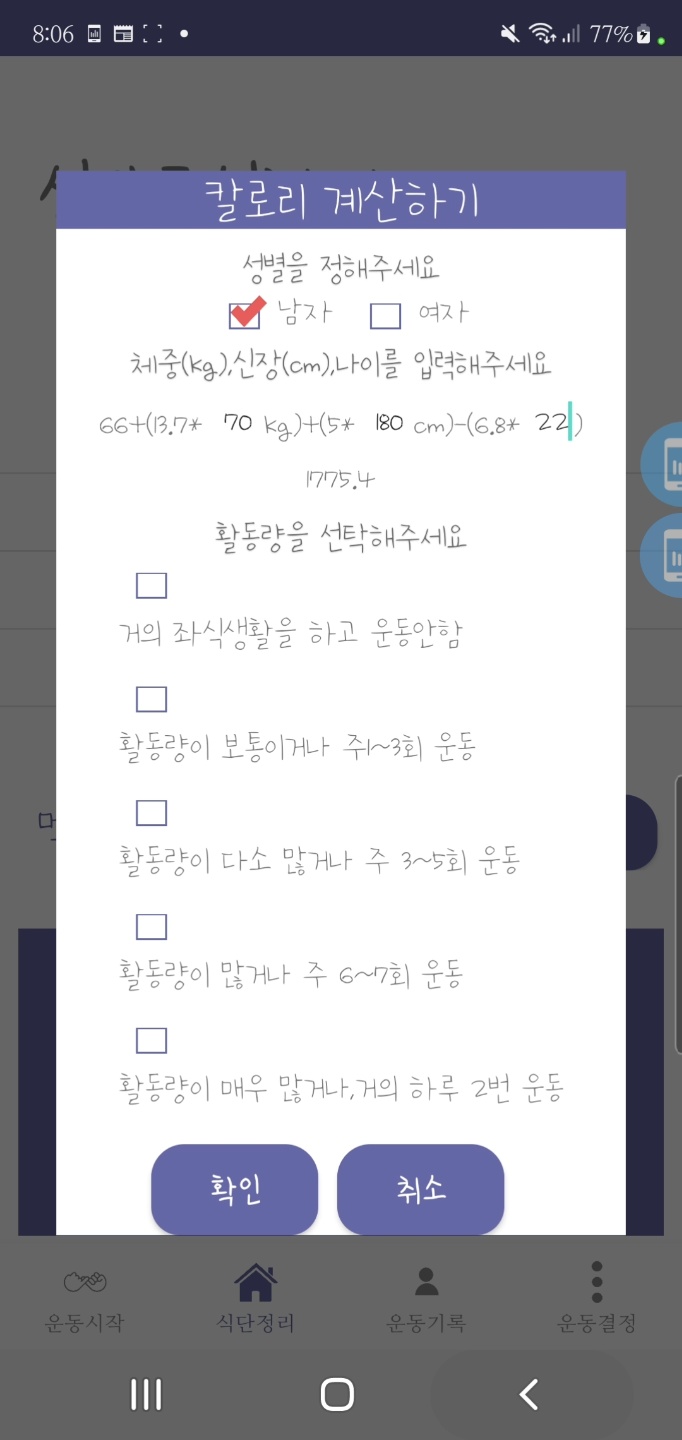 8:06 77%
칼로리 계산하기
성별을 정해주세요
남자 여자
체중(kg),신장(cm),나이를 입력해주세요
66+(13.7* 70 kg)+(5* 180 cm)-(6.8* 22)
1775.4
활동량을 선탁해주세요
거의 좌식생활을 하고 운동안함
활동량이 보통이거나 주1~3회 운동
활동량이 다소 많거나 주 3~5회 운동
활동량이 많거나 주 6~7회 운동
활동량이 매우 많거나,거의 하루 2번 운동
확인 취소
운동시작 식단정리 운동기록 운동결정